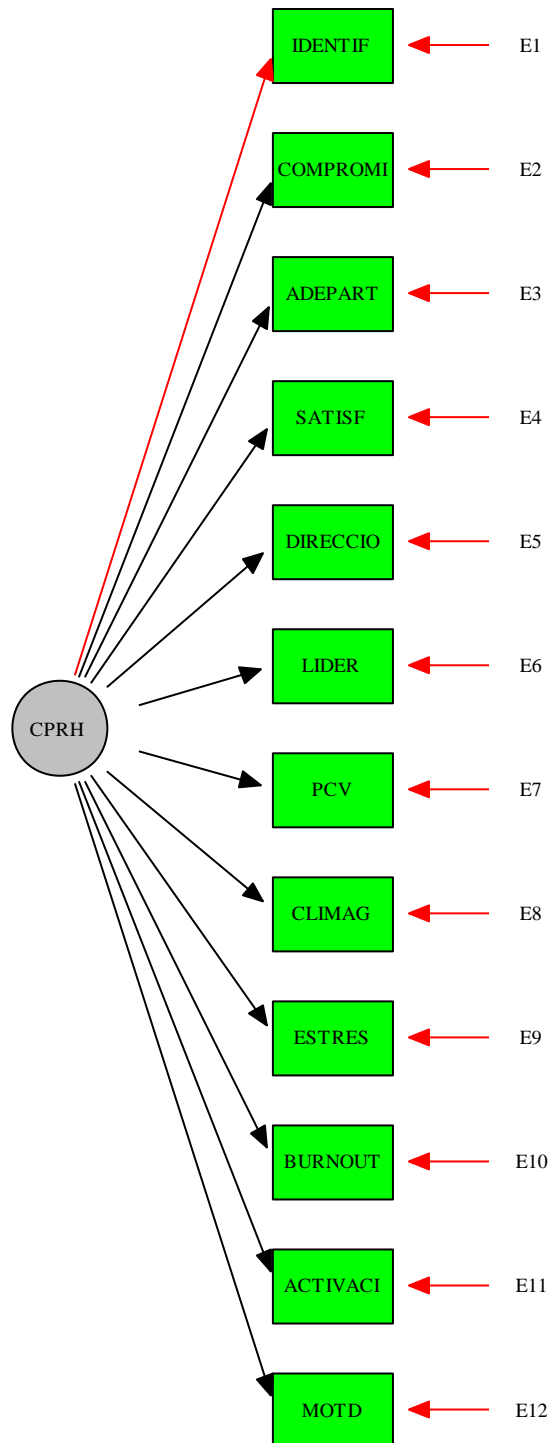 IDENTIF E1
COMPROMI E2
ADEPART E3
SATISF E4
DIRECCIO E5
LIDER E6
CPRH
PCV E7
CLIMAG E8
ESTRES E9
BURNOUT E10
ACTIVACI E11
MOTD E12